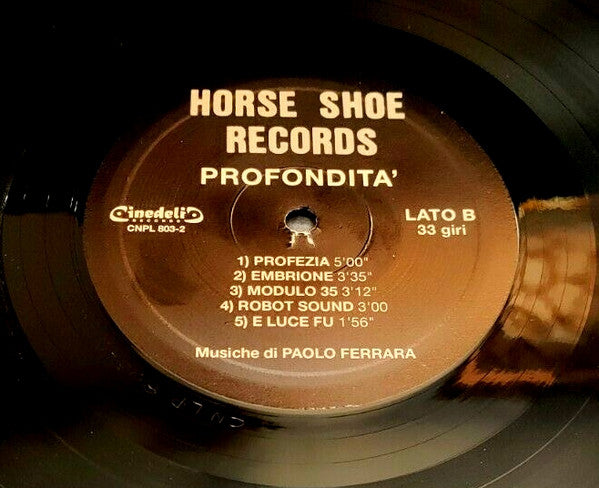 HORSE SHOE
RECORDS
PROFONDITA'
Cinedelic
RECORDS
CNPL 803-2
LATO B
33 giri
1) PROFEZIA 5'00"
2) EMBRIONE 3'35"
3) MODULO 35 3'12"
4) ROBOT SOUND 3'00
5) E LUCE FU 1'56"
Musiche di PAOLO FERRARA